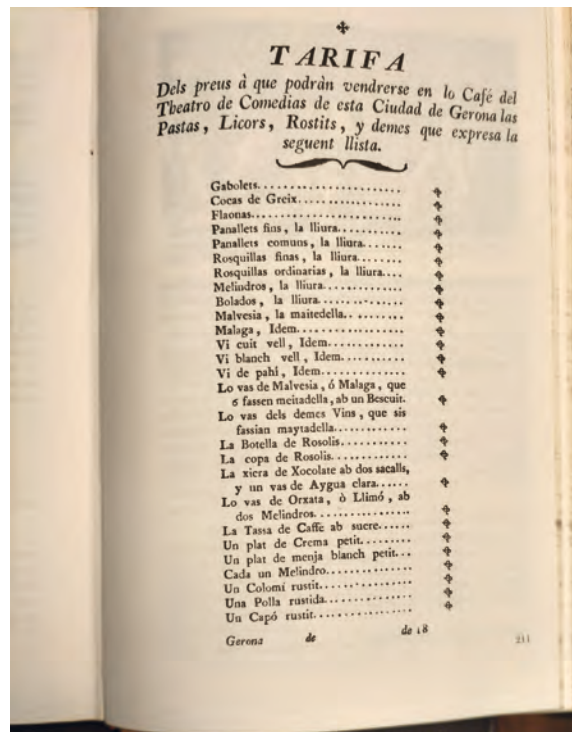 TARIFA
Dels preus à que podràn vendrerse en lo Café del
Theatro de Comedias de esta Ciudad de Gerona las
Pastas, Licors, Rostits, y demes que expresa la
seguent llista.
Gabolets......................
Cocas de Greix................
Flaonas.......................
Panallets fins, la lliura..........
Panallets comuns, la lliura.......
Rosquillas finas, la lliura........
Rosquillas ordinarias, la lliura....
Melindros, la lliura............
Bolados, la lliura.............
Malvesia, la maitedella.........
Malaga, Idem................
Vi cuit vell, Idem............
Vi blanch vell, Idem..........
Vi de pahí, Idem.............
Lo vas de Malvesia, ó Malaga, que
6 fassen meitadella, ab un Bescuit.
Lo vas dels demes Vins, que sis
fassian maytadella.............
La Botella de Rosolis...........
La copa de Rosolis.............
La xicra de Xocolate ab dos sacalls,
y un vas de Aygua clara......
Lo vas de Orxata, ò Llimó, ab
dos Melindros................
La Tassa de Caffe ab sucre......
Un plat de Crema petit.........
Un plat de menja blanch petit...
Cada un Melindro.............
Un Colomí rustit..............
Una Polla rustida..............
Un Capó rustit................
Gerona de de 18
211